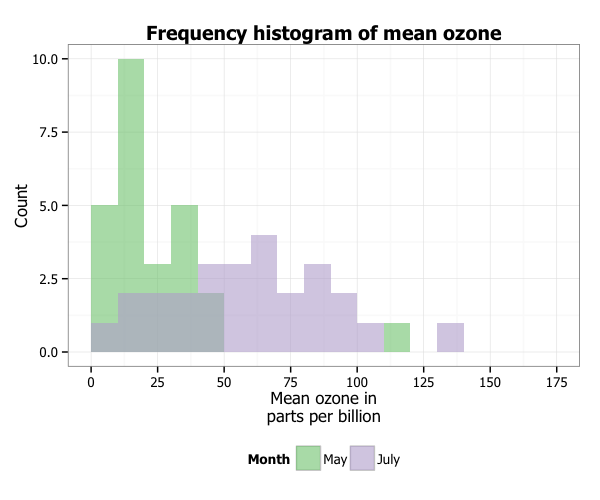 Frequency histogram of mean ozone
10.0
7.5
5.0
2.5
0.0
Count
0 25 50 75 100 125 150 175
Mean ozone in
parts per billion
Month May July